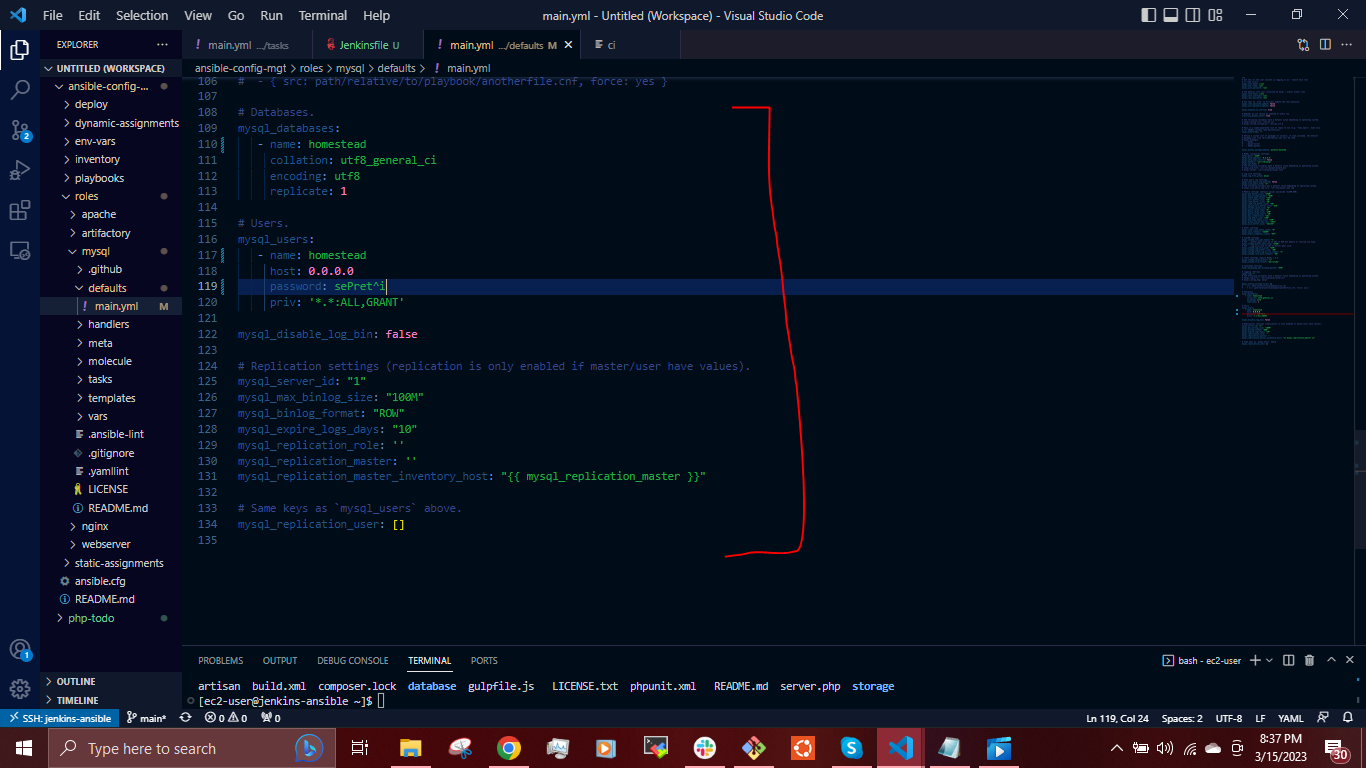 File Edit Selection View Go Run Terminal Help
main.yml - Untitled (Workspace) - Visual Studio Code
EXPLORER
main.yml .../tasks
Jenkinsfile U
main.yml .../defaults M
ci
UNTITLED (WORKSPACE)
ansible-config-...
deploy
dynamic-assignments
env-vars
inventory
playbooks
roles
apache
artifactory
mysql
.github
defaults
main.yml M
handlers
meta
molecule
tasks
templates
vars
.ansible-lint
.gitignore
.yamllint
LICENSE
README.md
nginx
webserver
static-assignments
ansible.cfg
README.md
php-todo
OUTLINE
TIMELINE
2
1
ansible-config-mgt > roles > mysql > defaults > ! main.yml
106 # - { src: path/relative/to/playbook/anotherfile.cnf, force: yes }
107
108 # Databases.
109 mysql_databases:
110 - name: homestead
111 collation: utf8_general_ci
112 encoding: utf8
113 replicate: 1
114
115 # Users.
116 mysql_users:
117 - name: homestead
118 host: 0.0.0.0
119 password: sePret^i
120 priv: '*.*:ALL,GRANT'
121
122 mysql_disable_log_bin: false
123
124 # Replication settings (replication is only enabled if master/user have values).
125 mysql_server_id: "1"
126 mysql_max_binlog_size: "100M"
127 mysql_binlog_format: "ROW"
128 mysql_expire_logs_days: "10"
129 mysql_replication_role: ''
130 mysql_replication_master: ''
131 mysql_replication_master_inventory_host: "{{ mysql_replication_master }}"
132
133 # Same keys as `mysql_users` above.
134 mysql_replication_user: []
135
PROBLEMS OUTPUT DEBUG CONSOLE TERMINAL PORTS
bash - ec2-user
artisan build.xml composer.lock database gulpfile.js LICENSE.txt phpunit.xml README.md server.php storage
[ec2-user@jenkins-ansible ~]$
SSH: jenkins-ansible main* 0 0 0
Ln 119, Col 24 Spaces: 2 UTF-8 LF YAML
Type here to search
8:37 PM
3/15/2023
30